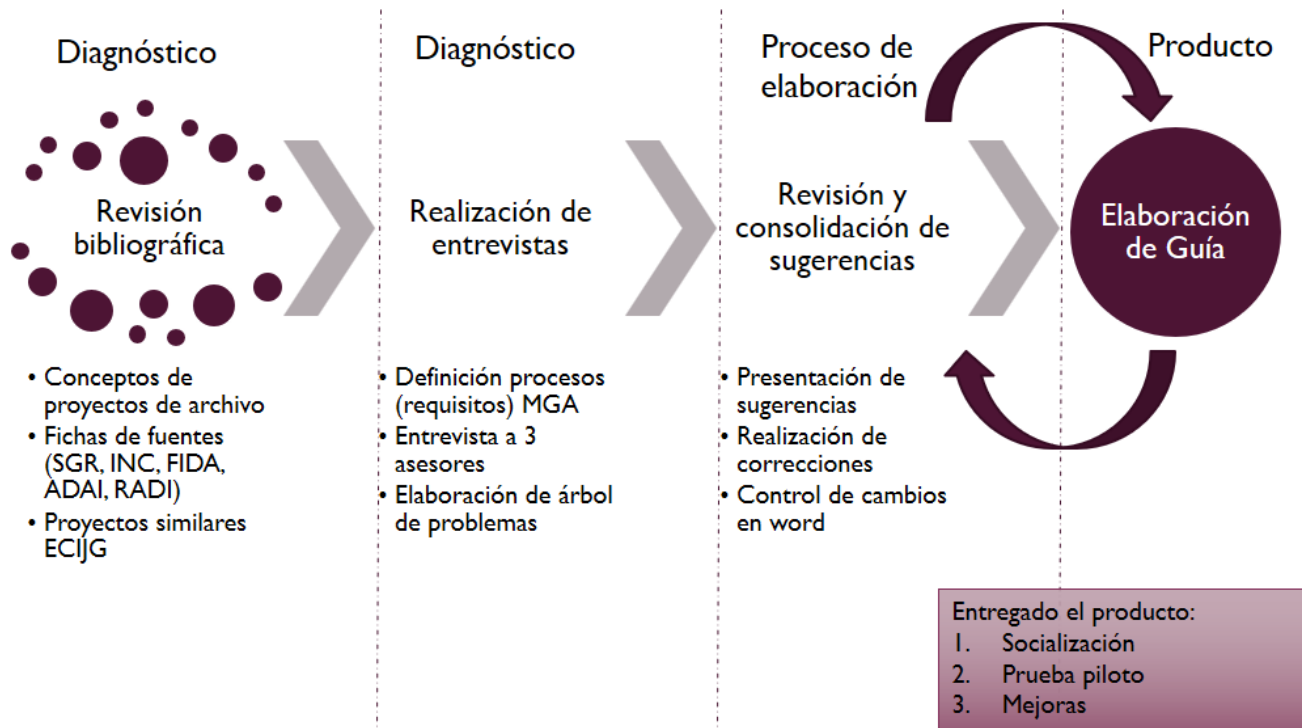 Diagnóstico
Revisión
bibliográfica
• Conceptos de
proyectos de archivo
• Fichas de fuentes
(SGR, INC, FIDA,
ADAI, RADI)
• Proyectos similares
ECIJG
Diagnóstico
Realización de
entrevistas
• Definición procesos
(requisitos) MGA
• Entrevista a 3
asesores
• Elaboración de árbol
de problemas
Proceso de
elaboración
Revisión y
consolidación de
sugerencias
• Presentación de
sugerencias
• Realización de
correcciones
• Control de cambios
en word
Producto
Elaboración
de Guía
Entregado el producto:
1. Socialización
2. Prueba piloto
3. Mejoras